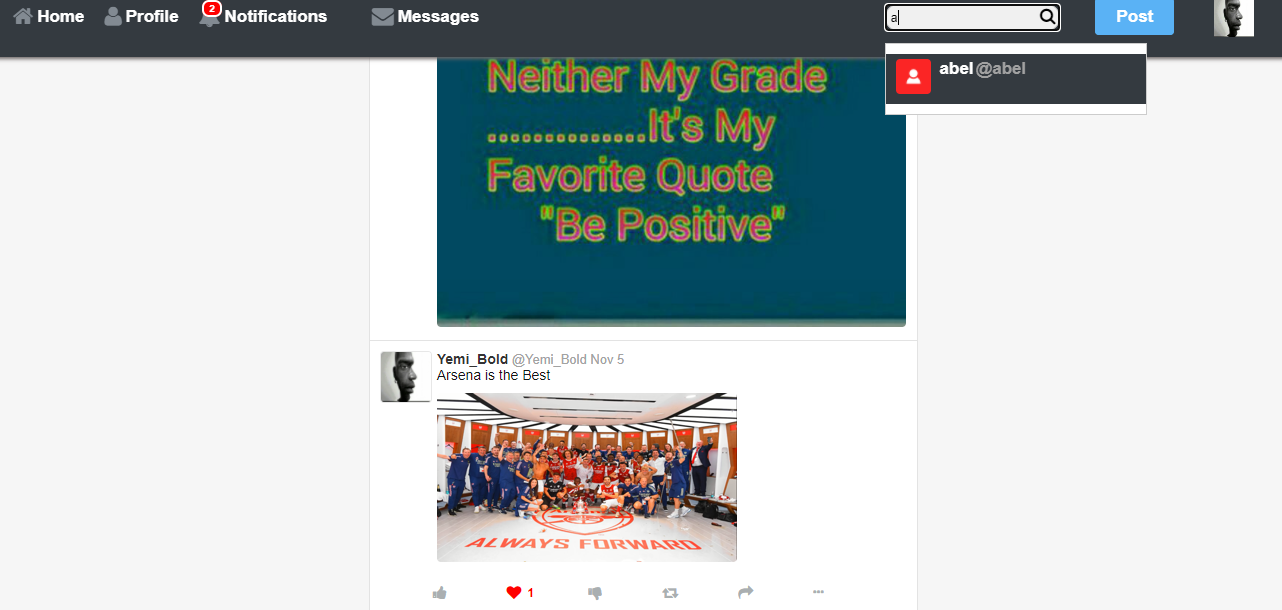 Home Profile 2 Notifications Messages a Post
abel @abel
Neither My Grade
..............It's My
Favorite Quote
"Be Positive"
Yemi_Bold @Yemi_Bold Nov 5
Arsena is the Best
ALWAYS FORWARD
1